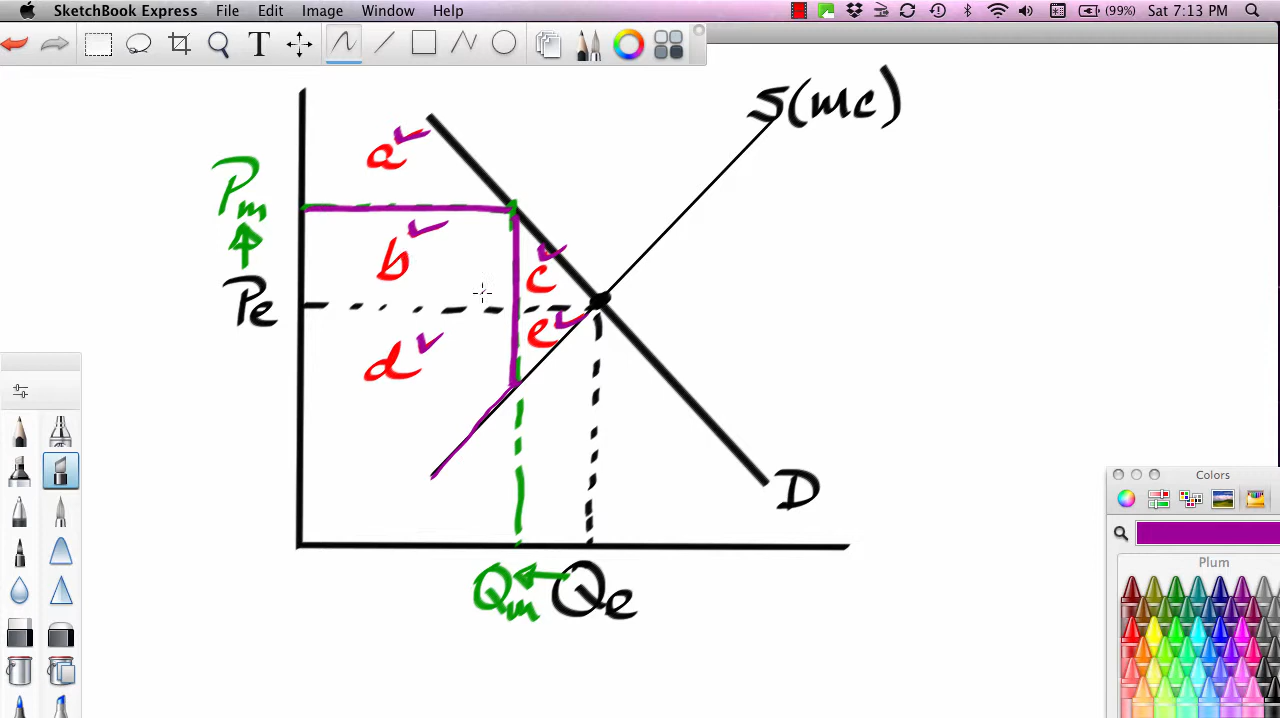 SketchBook Express File Edit Image Window Help (99%) Sat 7:13 PM
T
S(mc)
a
Pm
b
c
Pe
e
d
D
Colors
Plum
Qm Qe